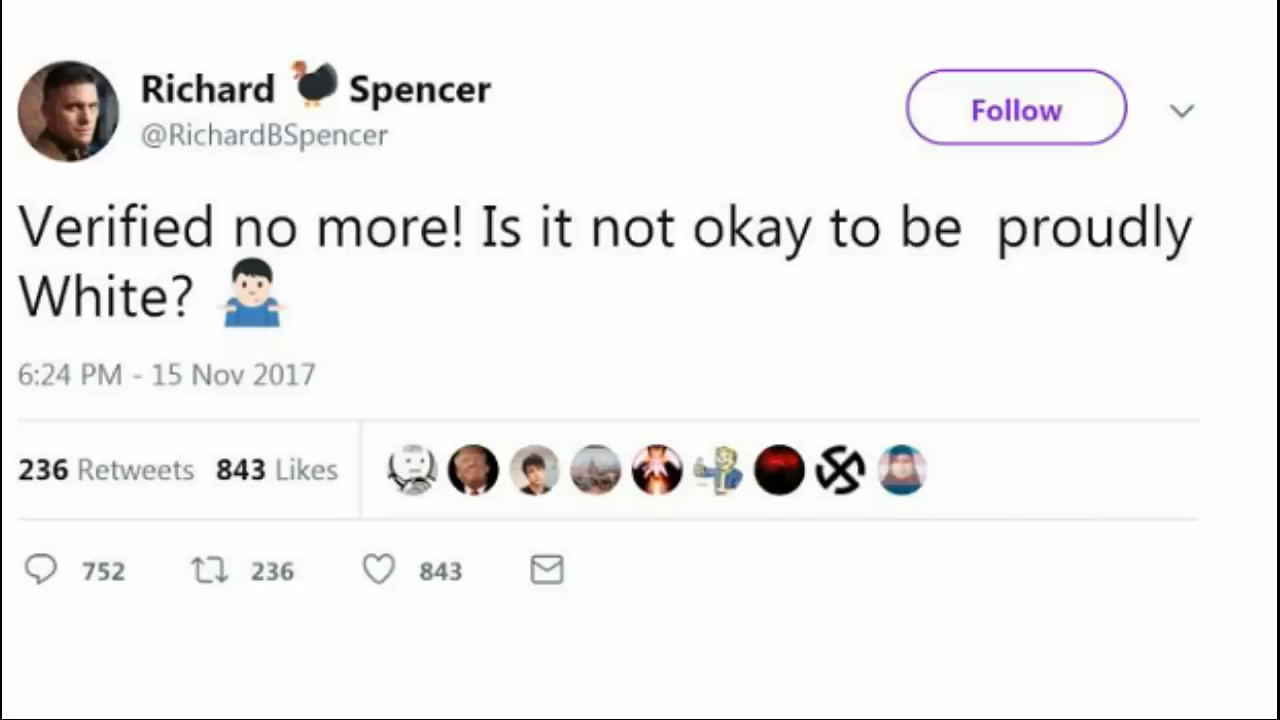 Richard 🦃 Spencer
@RichardBSpencer
Follow
Verified no more! Is it not okay to be proudly
White? 🤷🏻‍♂️
6:24 PM - 15 Nov 2017
236 Retweets 843 Likes
752 236 843